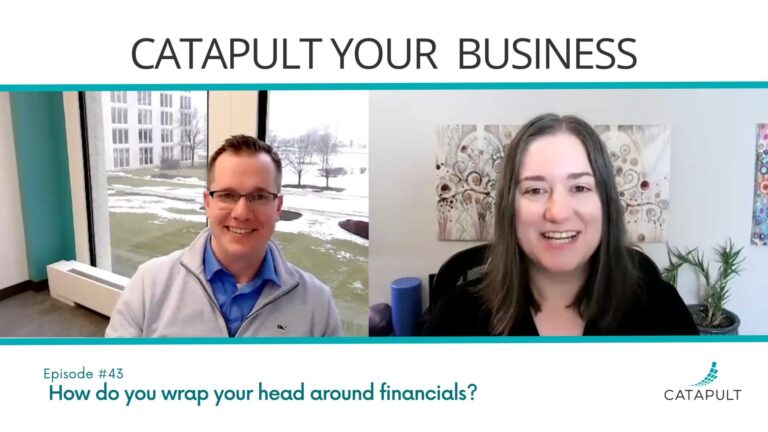 CATAPULT YOUR BUSINESS
Episode #43
How do you wrap your head around financials?
CATAPULT